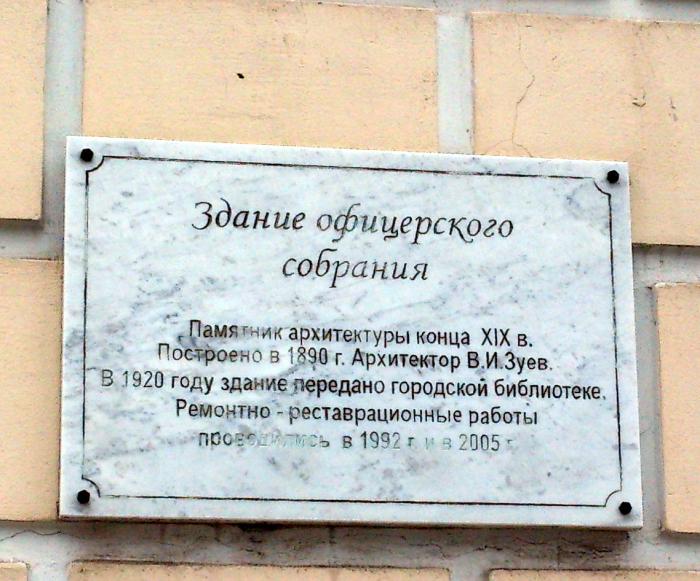 Здание офицерского
собрания
Памятник архитектуры конца XIX в.
Построено в 1890 г. Архитектор В.И.Зуев.
В 1920 году здание передано городской библиотеке.
Ремонтно - реставрационные работы
проводились в 1992 г. и в 2005 г.